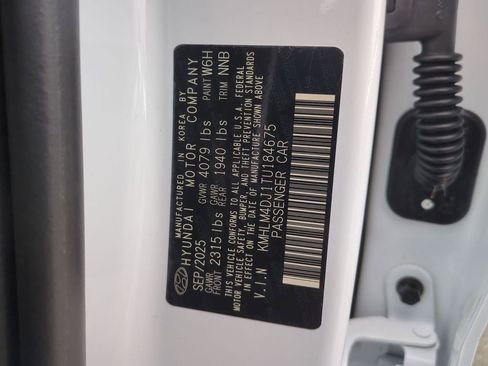 MANUFACTURED IN KOREA BY
HYUNDAI MOTOR COMPANY
SEP/2025 GVWR 4079 lbs PAINT W6H
GAWR FRONT 2315 lbs GAWR REAR 1940 lbs TRIM NNB
THIS VEHICLE CONFORMS TO ALL APPLICABLE U.S.A. FEDERAL
MOTOR VEHICLE SAFETY, BUMPER, AND THEFT PREVENTION STANDARDS
IN EFFECT ON THE DATE OF MANUFACTURE SHOWN ABOVE
V.I.N KMHLM4DJ1TU184675
PASSENGER CAR